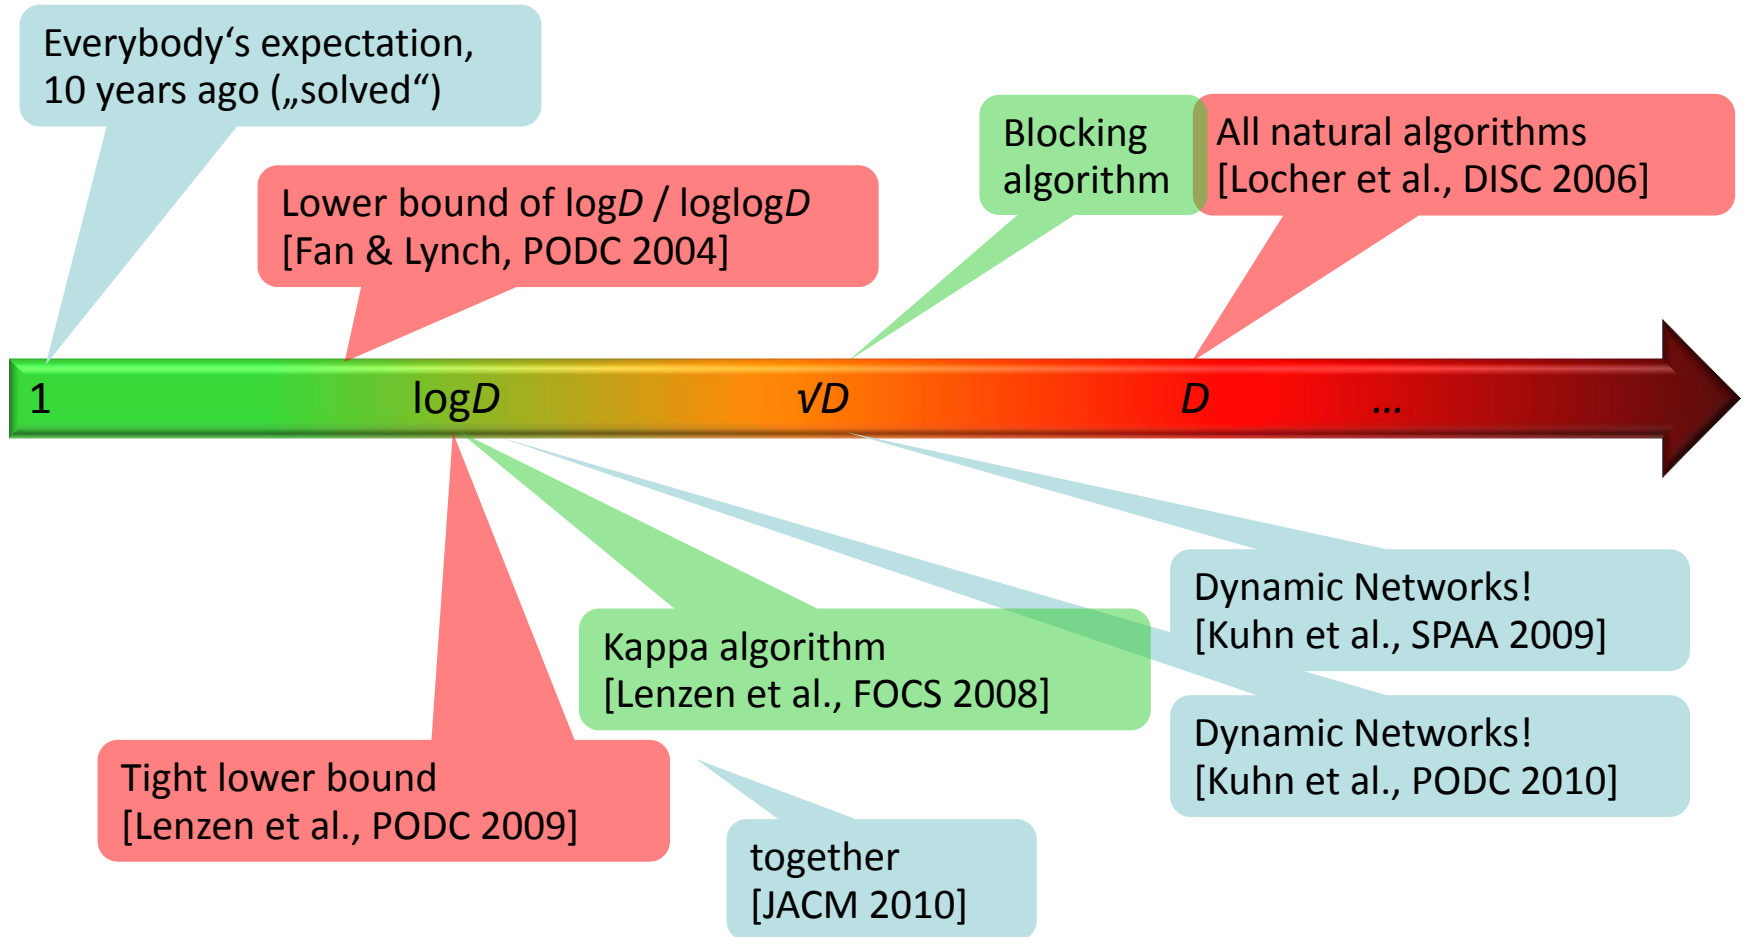 Everybody‘s expectation,
10 years ago („solved“)
Lower bound of logD / loglogD
[Fan & Lynch, PODC 2004]
Blocking
algorithm
All natural algorithms
[Locher et al., DISC 2006]
1 logD √D D ...
Dynamic Networks!
[Kuhn et al., SPAA 2009]
Kappa algorithm
[Lenzen et al., FOCS 2008]
Dynamic Networks!
[Kuhn et al., PODC 2010]
Tight lower bound
[Lenzen et al., PODC 2009]
together
[JACM 2010]